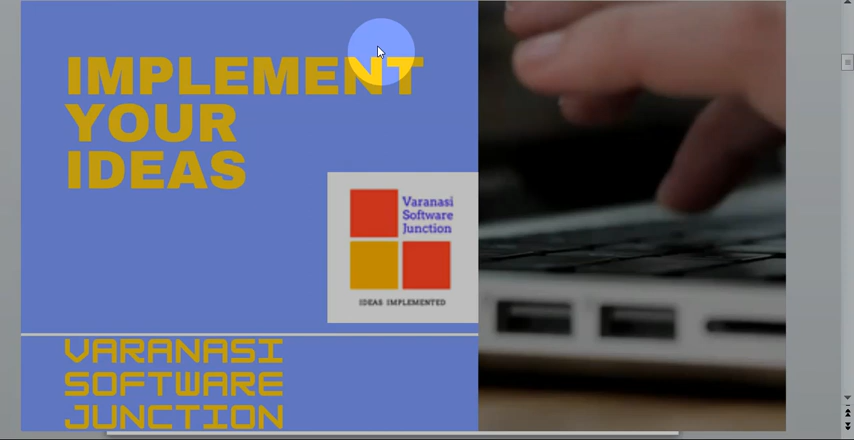 IMPLEMENT
YOUR
IDEAS
Varanasi
Software
Junction
IDEAS IMPLEMENTED
VARANASI
SOFTWARE
JUNCTION